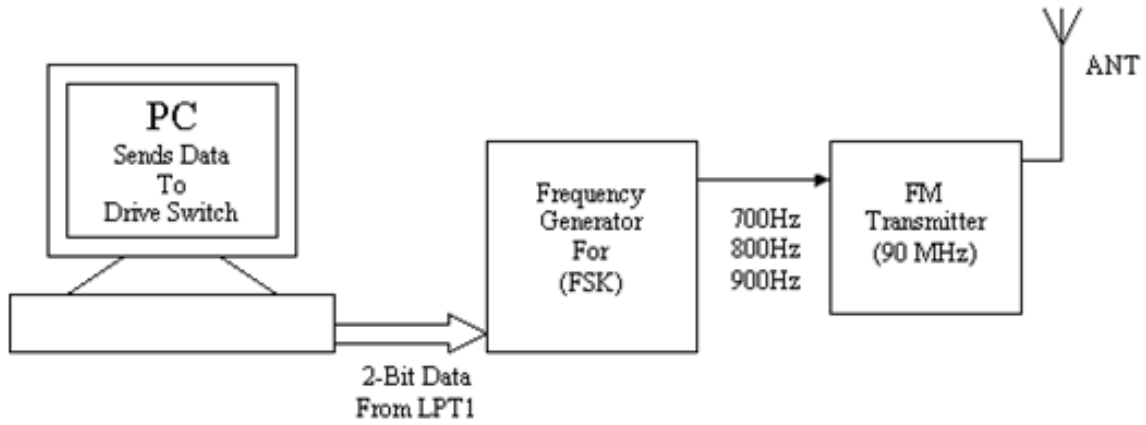 PC
Sends Data
To
Drive Switch
2-Bit Data
From LPT1
Frequency
Generator
For
(FSK)
700Hz
800Hz
900Hz
FM
Transmitter
(90 MHz)
ANT